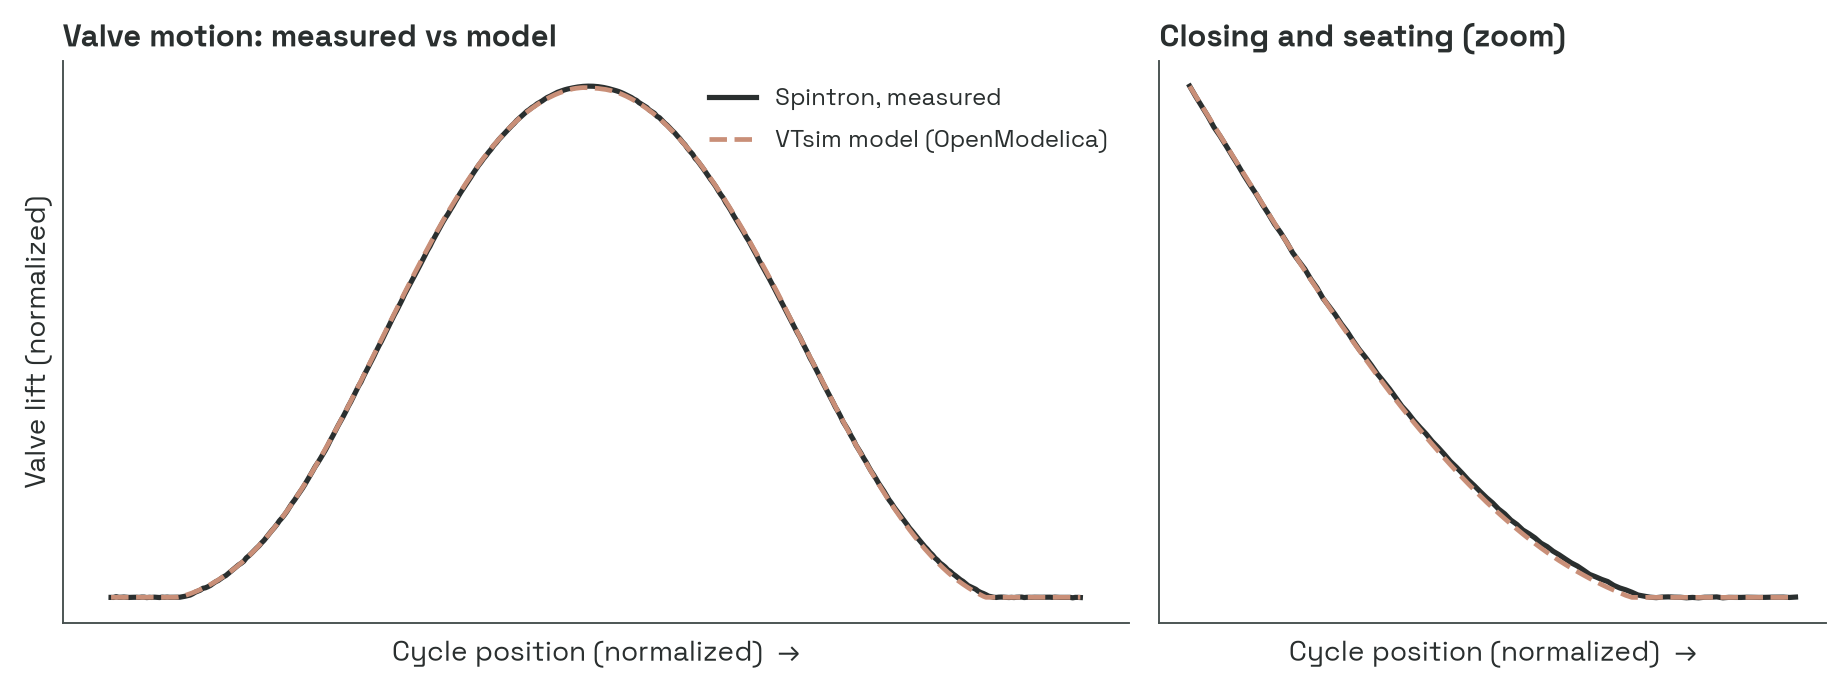 Valve motion: measured vs model
Spintron, measured
VTsim model (OpenModelica)
Valve lift (normalized)
Cycle position (normalized) →
Closing and seating (zoom)
Cycle position (normalized) →